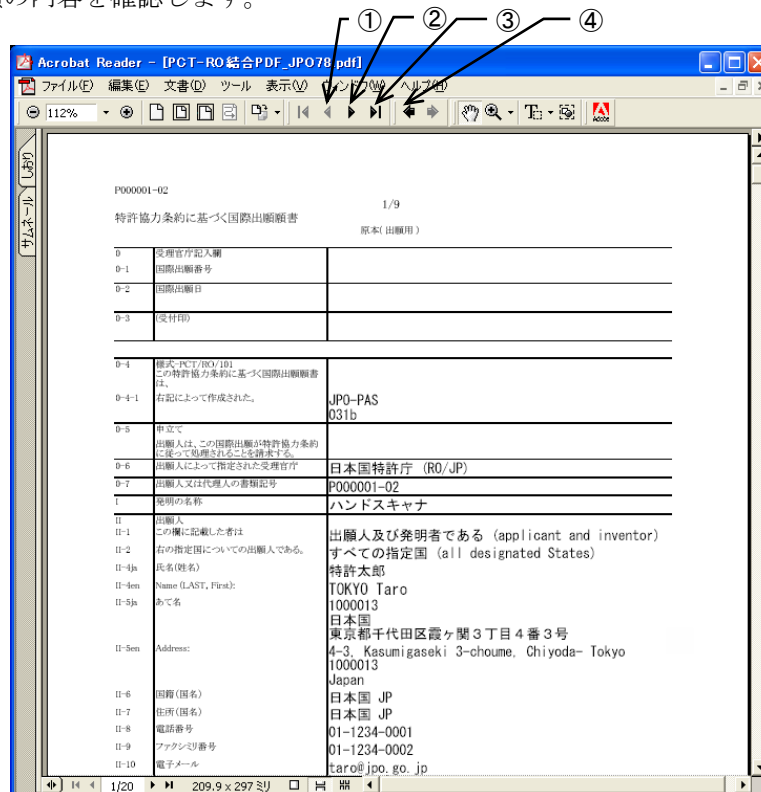 の内容を確認します。
① ② ③ ④
Acrobat Reader - [PCT-RO結合PDF_JPO78.pdf]
ファイル(F) 編集(E) 文書(D) ツール 表示(V) ウィンドウ(W) ヘルプ(H)
112%
Adobe
しおり
サムネール
P000001-02
1/9
特許協力条約に基づく国際出願願書
原本(出願用)
0 受理官庁記入欄
0-1 国際出願番号
0-2 国際出願日
0-3 (受付印)
0-4 様式-PCT/RO/101
この特許協力条約に基づく国際出願願書
は、
0-4-1 右記によって作成された。 JPO-PAS
031b
0-5 申立て
出願人は、この国際出願が特許協力条約
に従って処理されることを請求する。
0-6 出願人によって指定された受理官庁 日本国特許庁 (RO/JP)
0-7 出願人又は代理人の書類記号 P000001-02
I 発明の名称 ハンドスキャナ
II 出願人
II-1 この欄に記載した者は 出願人及び発明者である (applicant and inventor)
II-2 右の指定国についての出願人である。 すべての指定国 (all designated States)
II-4ja 氏名(姓名) 特許太郎
II-4en Name (LAST, First): TOKYO Taro
II-5ja あて名 1000013
日本国
東京都千代田区霞ヶ関3丁目4番3号
II-5en Address: 4-3, Kasumigaseki 3-choume, Chiyoda- Tokyo
1000013
Japan
II-6 国籍(国名) 日本国 JP
II-7 住所(国名) 日本国 JP
II-8 電話番号 01-1234-0001
II-9 ファクシミリ番号 01-1234-0002
II-10 電子メール taro@jpo.go.jp
1/20 209.9 x 297 ミリ